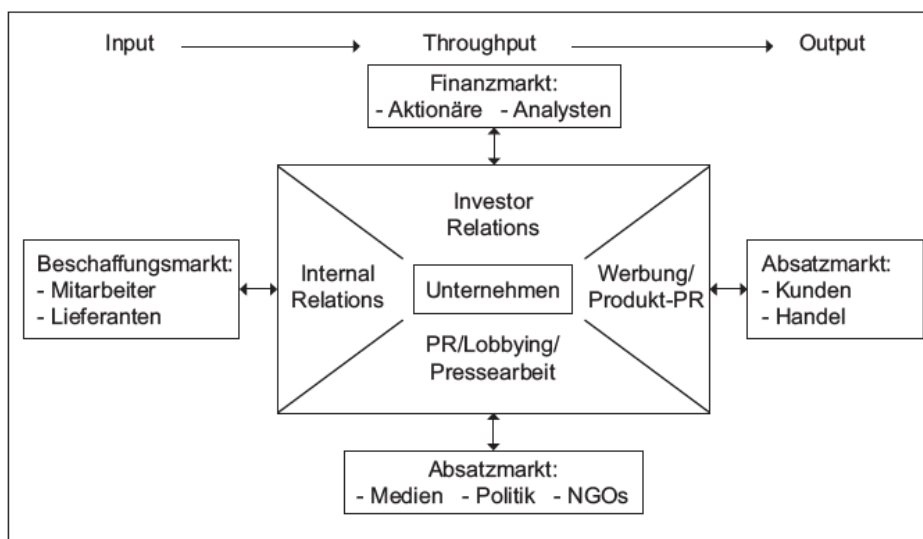 Input Throughput Output
Finanzmarkt:
- Aktionäre - Analysten
Investor
Relations
Beschaffungsmarkt:
- Mitarbeiter
- Lieferanten
Internal
Relations
Unternehmen
Werbung/
Produkt-PR
Absatzmarkt:
- Kunden
- Handel
PR/Lobbying/
Pressearbeit
Absatzmarkt:
- Medien - Politik - NGOs